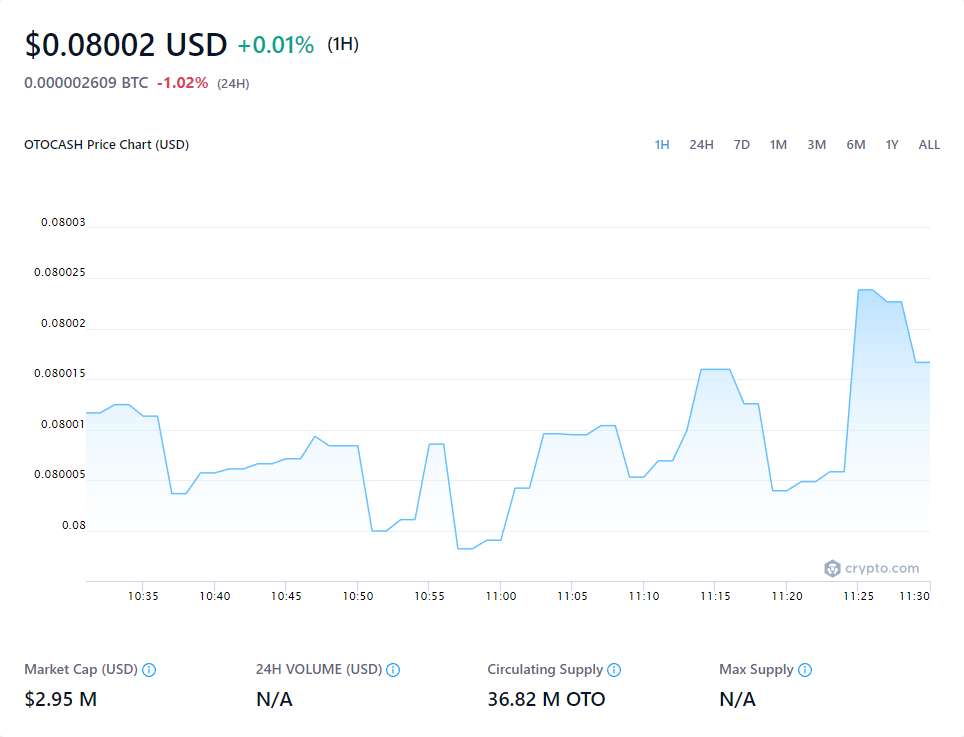 $0.08002 USD +0.01% (1H)
0.000002609 BTC -1.02% (24H)
OTOCASH Price Chart (USD) 1H 24H 7D 1M 3M 6M 1Y ALL
0.08003
0.080025
0.08002
0.080015
0.08001
0.080005
0.08
crypto.com
10:35 10:40 10:45 10:50 10:55 11:00 11:05 11:10 11:15 11:20 11:25 11:30
Market Cap (USD) 24H VOLUME (USD) Circulating Supply Max Supply
$2.95 M N/A 36.82 M OTO N/A